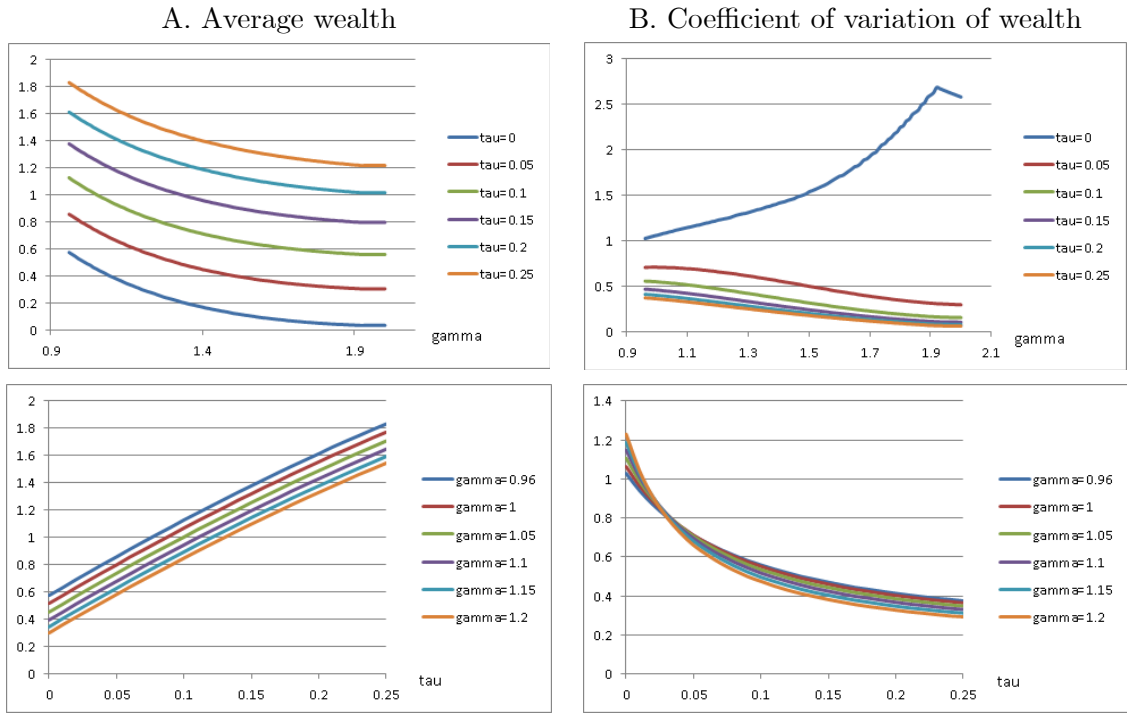 A. Average wealth
2
1.8
1.6
1.4
1.2
1
0.8
0.6
0.4
0.2
0
0.9 1.4 1.9
gamma
tau=0
tau=0.05
tau=0.1
tau=0.15
tau=0.2
tau=0.25
B. Coefficient of variation of wealth
3
2.5
2
1.5
1
0.5
0
0.9 1.1 1.3 1.5 1.7 1.9 2.1
gamma
tau=0
tau=0.05
tau=0.1
tau=0.15
tau=0.2
tau=0.25
2
1.8
1.6
1.4
1.2
1
0.8
0.6
0.4
0.2
0
0 0.05 0.1 0.15 0.2 0.25
tau
gamma=0.96
gamma=1
gamma=1.05
gamma=1.1
gamma=1.15
gamma=1.2
1.4
1.2
1
0.8
0.6
0.4
0.2
0
0 0.05 0.1 0.15 0.2 0.25
tau
gamma=0.96
gamma=1
gamma=1.05
gamma=1.1
gamma=1.15
gamma=1.2